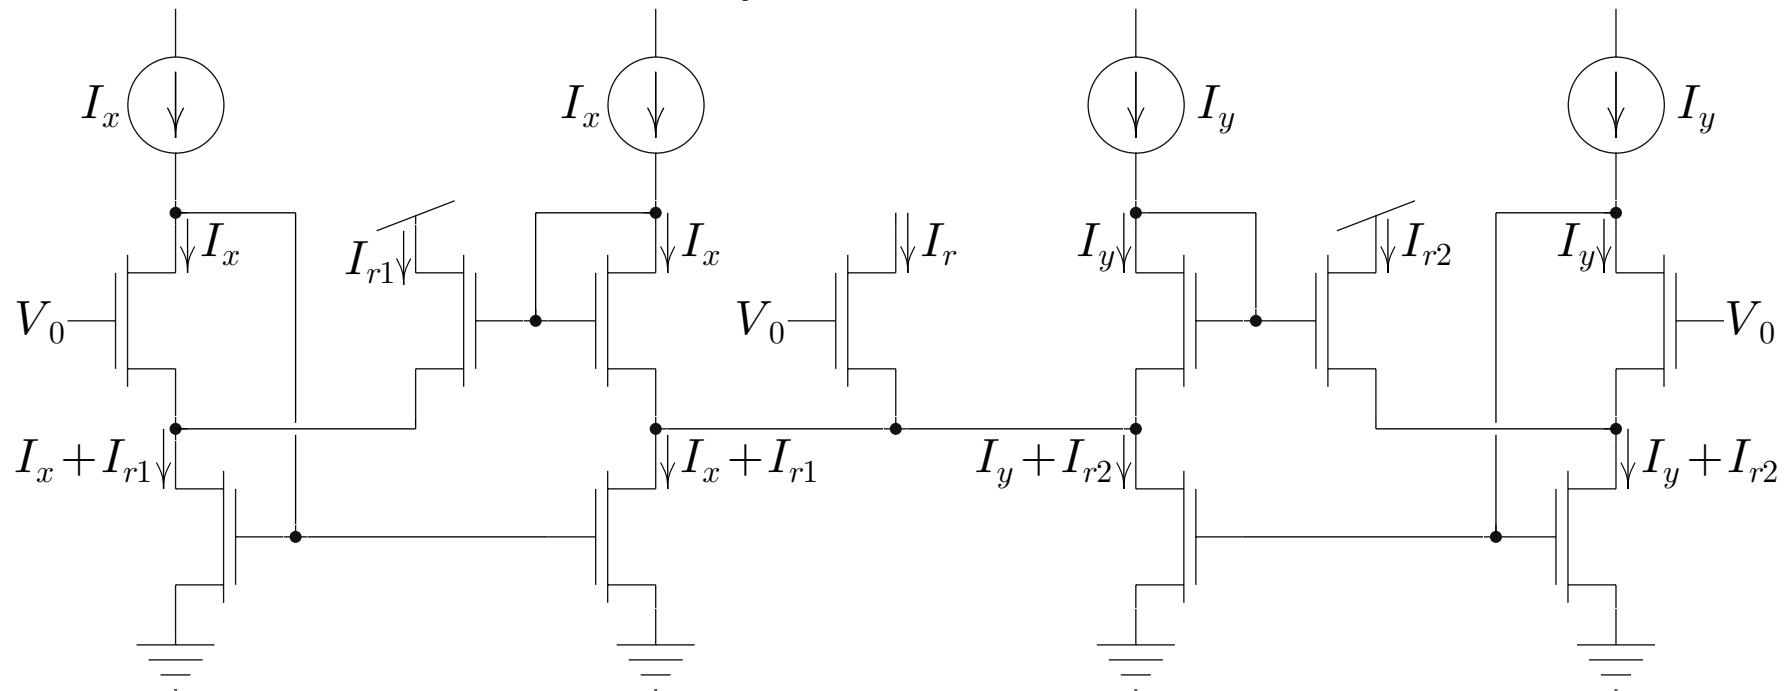 I_x I_x I_y I_y
I_x I_{r1} I_x I_r I_y I_{r2} I_y
V_0 V_0 V_0
I_x + I_{r1} I_x + I_{r1} I_y + I_{r2} I_y + I_{r2}